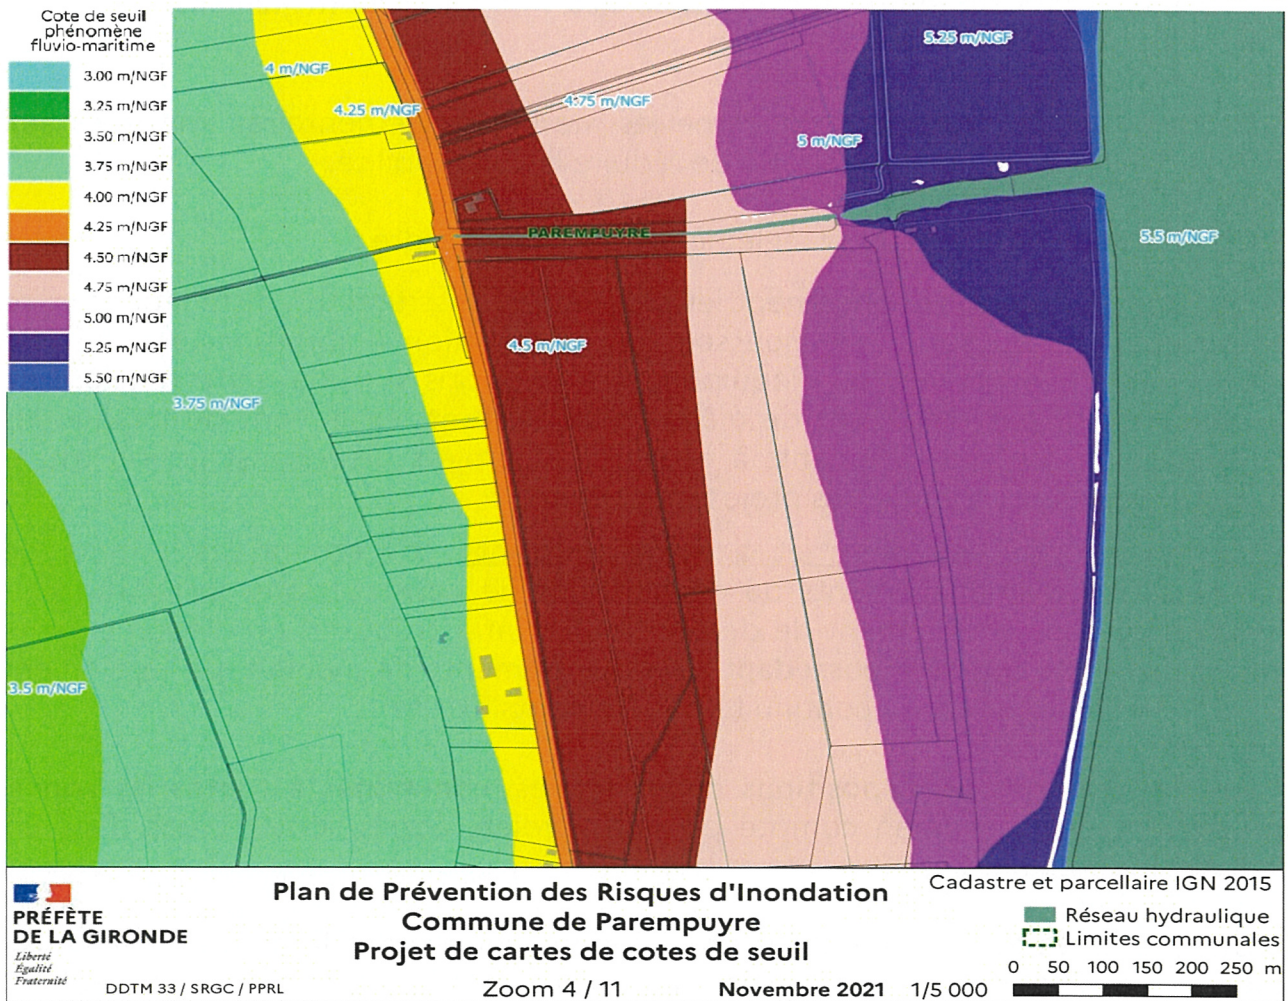 Cote de seuil
phénomène
fluvio-maritime
3.00 m/NGF
3.25 m/NGF
3.50 m/NGF
3.75 m/NGF
4.00 m/NGF
4.25 m/NGF
4.50 m/NGF
4.75 m/NGF
5.00 m/NGF
5.25 m/NGF
5.50 m/NGF
4 m/NGF
4.25 m/NGF
4.75 m/NGF
5 m/NGF
5.25 m/NGF
5.5 m/NGF
PAREMPUYRE
4.5 m/NGF
3.75 m/NGF
3.5 m/NGF
PRÉFÈTE
DE LA GIRONDE
Liberté
Égalité
Fraternité
DDTM 33 / SRGC / PPRL
Plan de Prévention des Risques d'Inondation
Commune de Parempuyre
Projet de cartes de cotes de seuil
Zoom 4 / 11
Novembre 2021
1/5 000
Cadastre et parcellaire IGN 2015
Réseau hydraulique
Limites communales
0 50 100 150 200 250 m